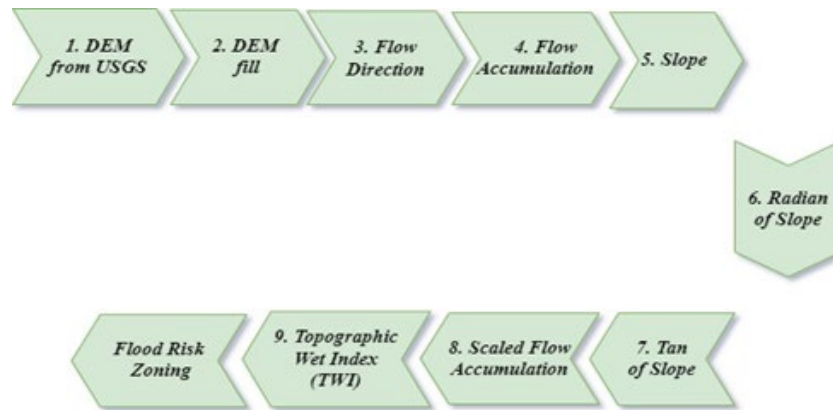 1. DEM
from USGS
2. DEM
fill
3. Flow
Direction
4. Flow
Accumulation
5. Slope
6. Radian
of Slope
7. Tan
of Slope
8. Scaled Flow
Accumulation
9. Topographic
Wet Index
(TWI)
Flood Risk
Zoning